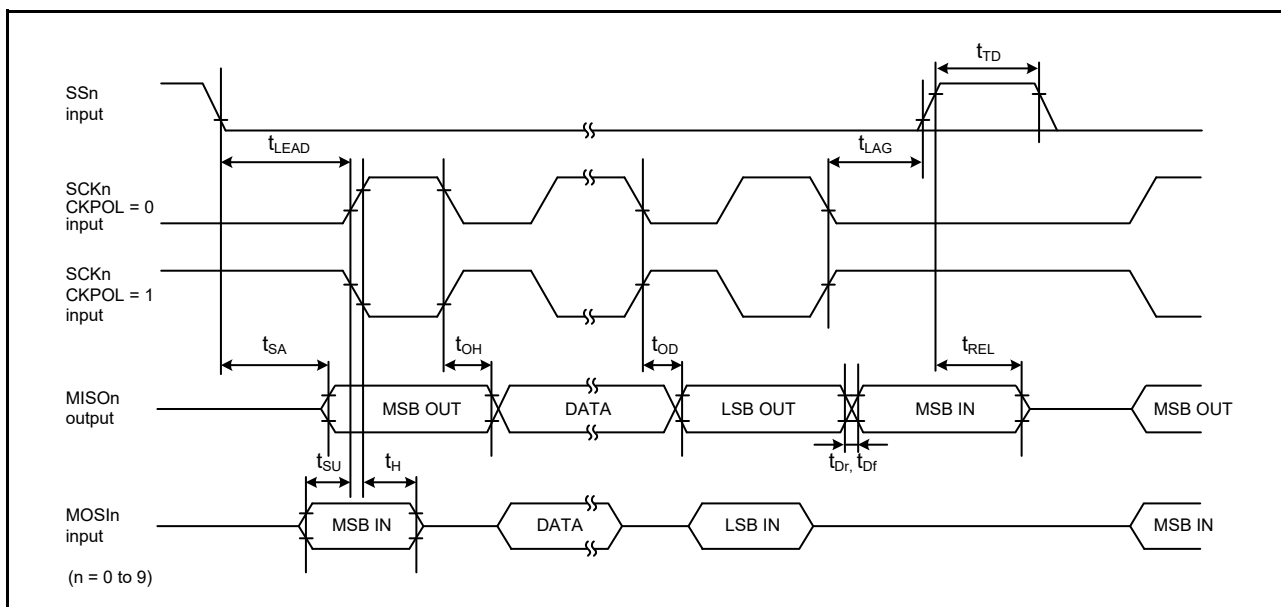 tTD
SSn
input
tLEAD
tLAG
SCKn
CKPOL = 0
input
SCKn
CKPOL = 1
input
tSA
tOH
tOD
tREL
MISOn
output
MSB OUT
DATA
LSB OUT
MSB IN
MSB OUT
tSU
tH
tDr, tDf
MOSIn
input
MSB IN
DATA
LSB IN
MSB IN
(n = 0 to 9)